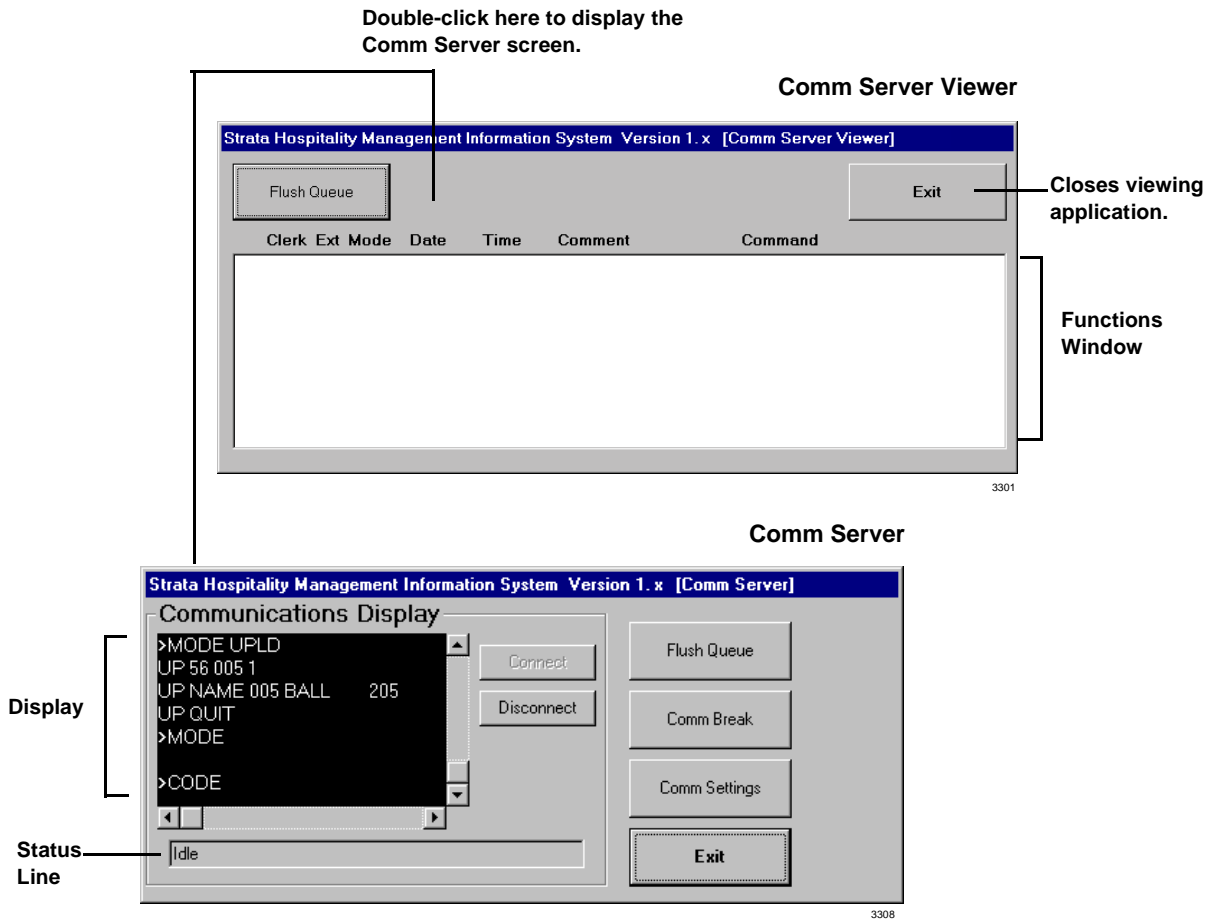 Double-click here to display the
Comm Server screen.
Comm Server Viewer
Strata Hospitality Management Information System Version 1. x [Comm Server Viewer]
Flush Queue
Exit
Closes viewing
application.
Clerk Ext Mode Date Time Comment Command
Functions
Window
3301
Comm Server
Strata Hospitality Management Information System Version 1. x [Comm Server]
Communications Display
>MODE UPLD
UP 56 005 1
UP NAME 005 BALL 205
UP QUIT
>MODE
>CODE
Connect
Disconnect
Flush Queue
Comm Break
Comm Settings
Exit
Display
Status
Line
Idle
3308